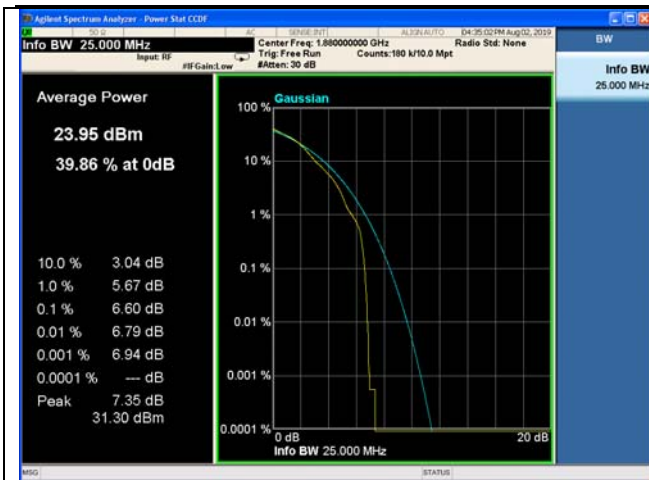 Agilent Spectrum Analyzer - Power Stat CCDF
50 Ω AC SENSE:INT ALIGN AUTO 04:35:02 PM Aug 02, 2019
Info BW 25.000 MHz
Center Freq: 1.880000000 GHz Radio Std: None
Input: RF Trig: Free Run Counts:180 k/10.0 Mpt
#IFGain:Low #Atten: 30 dB
BW
Info BW
25.000 MHz
Average Power
23.95 dBm
39.86 % at 0dB
10.0 % 3.04 dB
1.0 % 5.67 dB
0.1 % 6.60 dB
0.01 % 6.79 dB
0.001 % 6.94 dB
0.0001 % --- dB
Peak 7.35 dB
31.30 dBm
Gaussian
100 %
10 %
1 %
0.1 %
0.01 %
0.001 %
0.0001 %
0 dB 20 dB
Info BW 25.000 MHz
MSG STATUS